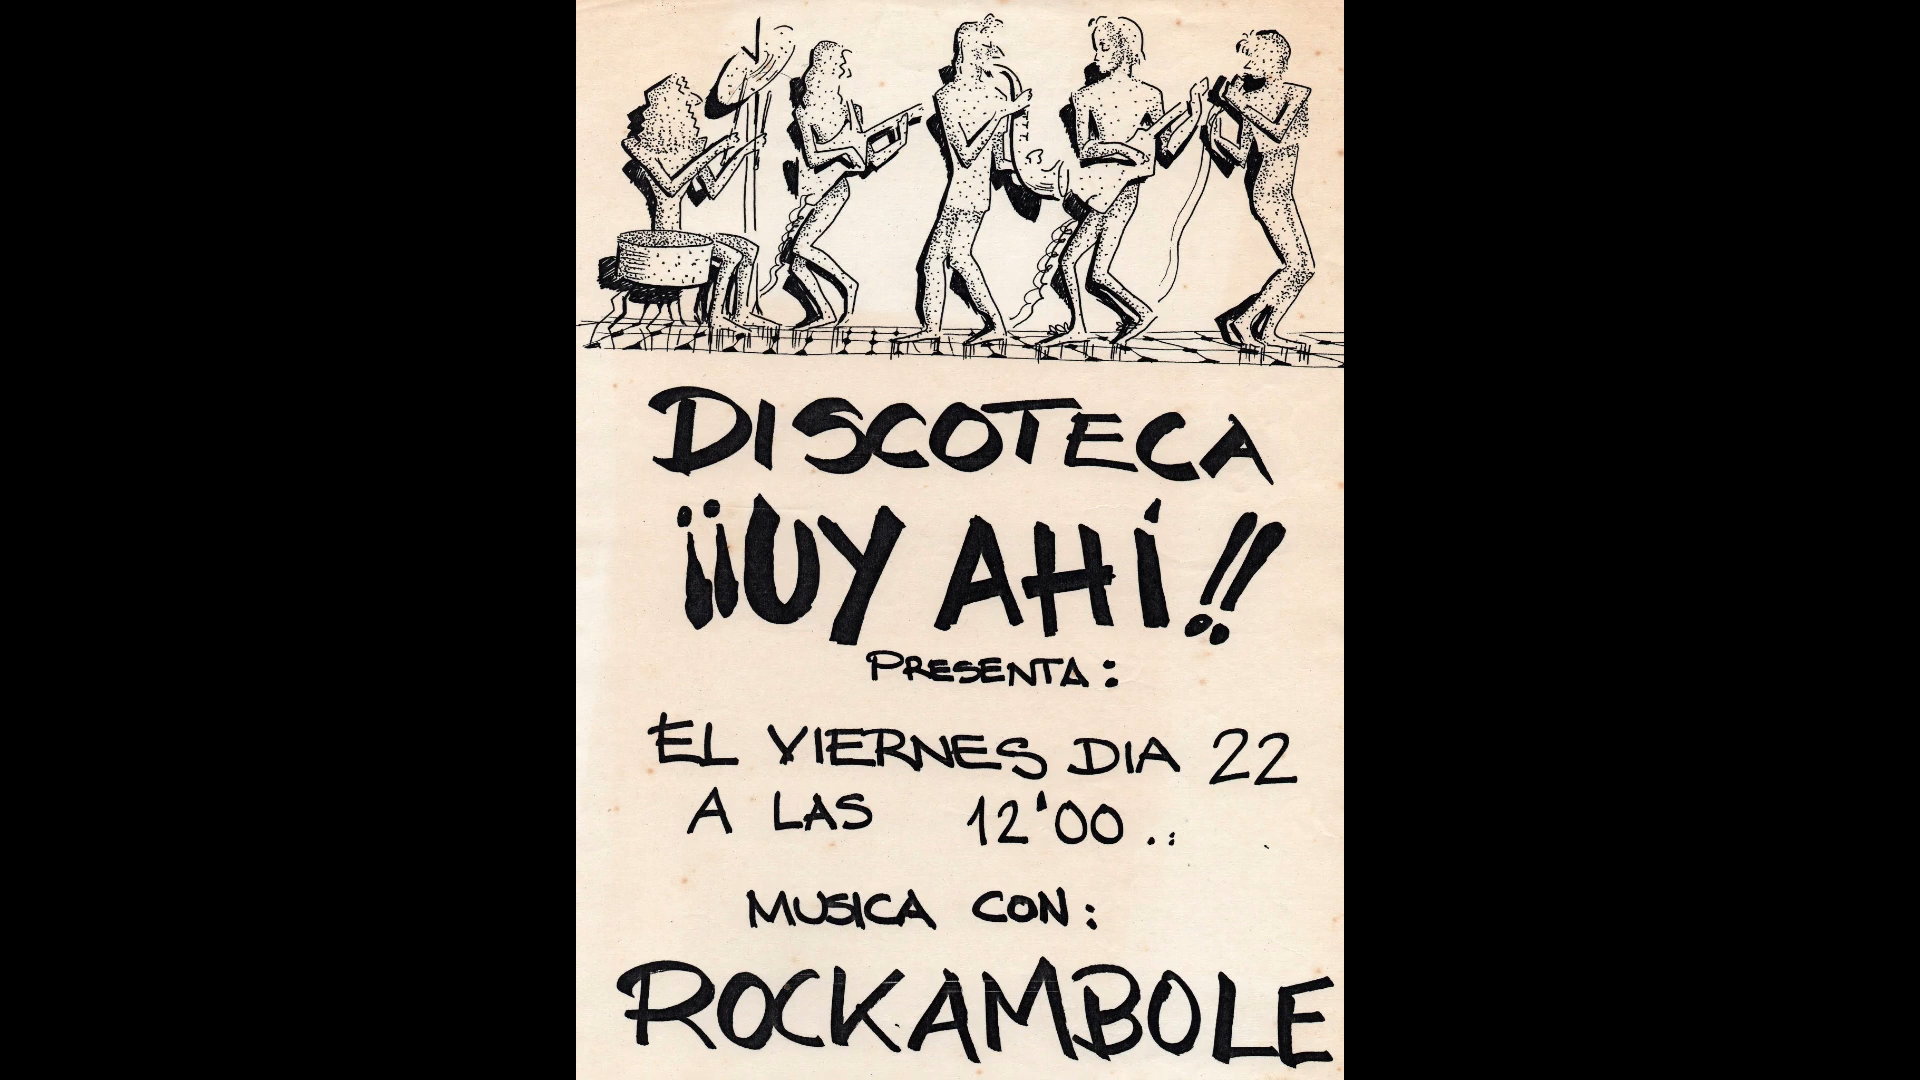 DISCOTECA
¡¡UY AHÍ!!
PRESENTA:
EL VIERNES DIA 22
A LAS 12'00..:
MUSICA CON:
ROCKAMBOLE